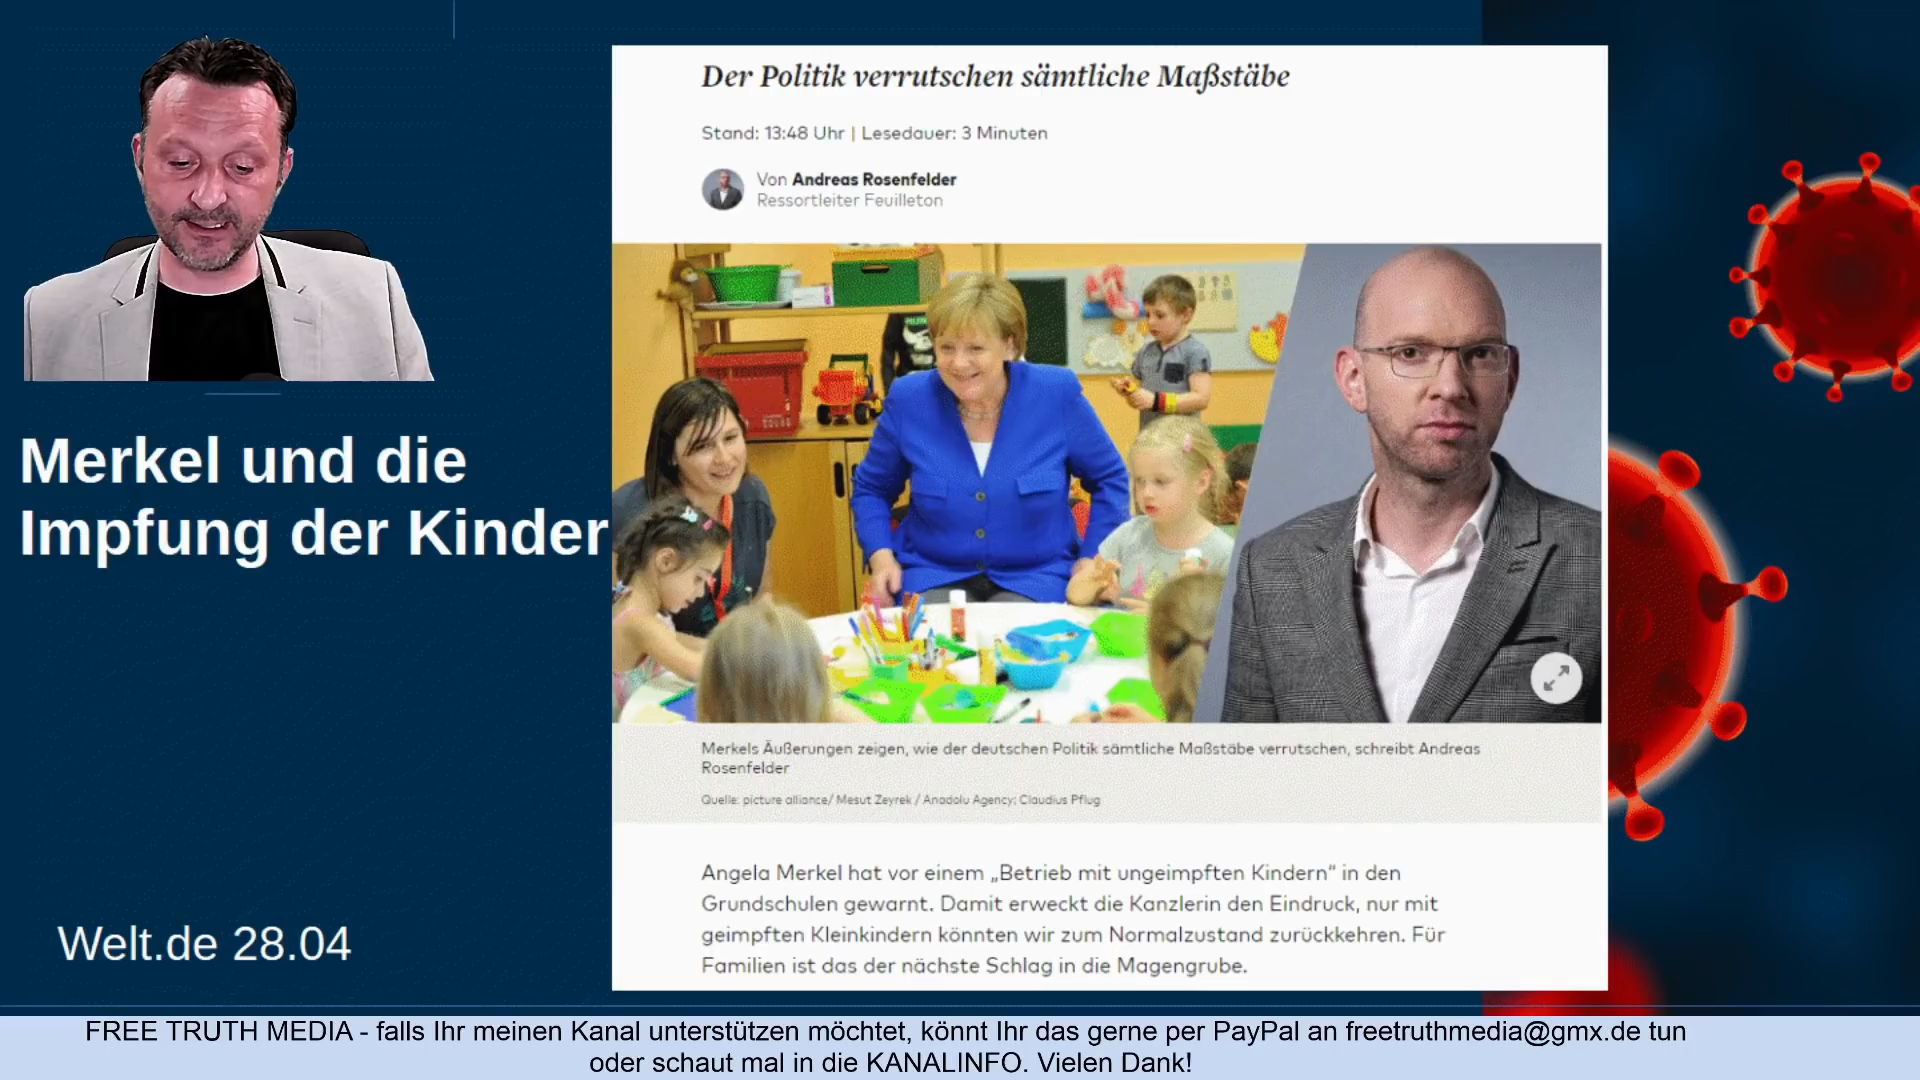 Der Politik verrutschen sämtliche Maßstäbe
Stand: 13:48 Uhr | Lesedauer: 3 Minuten
Von Andreas Rosenfelder
Ressortleiter Feuilleton
Merkel und die
Impfung der Kinder
Merkels Äußerungen zeigen, wie der deutschen Politik sämtliche Maßstäbe verrutschen, schreibt Andreas
Rosenfelder
Quelle: picture alliance/ Mesut Zeyrek / Anadolu Agency; Claudius Pflug
Angela Merkel hat vor einem „Betrieb mit ungeimpften Kindern“ in den
Grundschulen gewarnt. Damit erweckt die Kanzlerin den Eindruck, nur mit
geimpften Kleinkindern könnten wir zum Normalzustand zurückkehren. Für
Familien ist das der nächste Schlag in die Magengrube.
Welt.de 28.04
FREE TRUTH MEDIA - falls Ihr meinen Kanal unterstützen möchtet, könnt Ihr das gerne per PayPal an freetruthmedia@gmx.de tun
oder schaut mal in die KANALINFO. Vielen Dank!